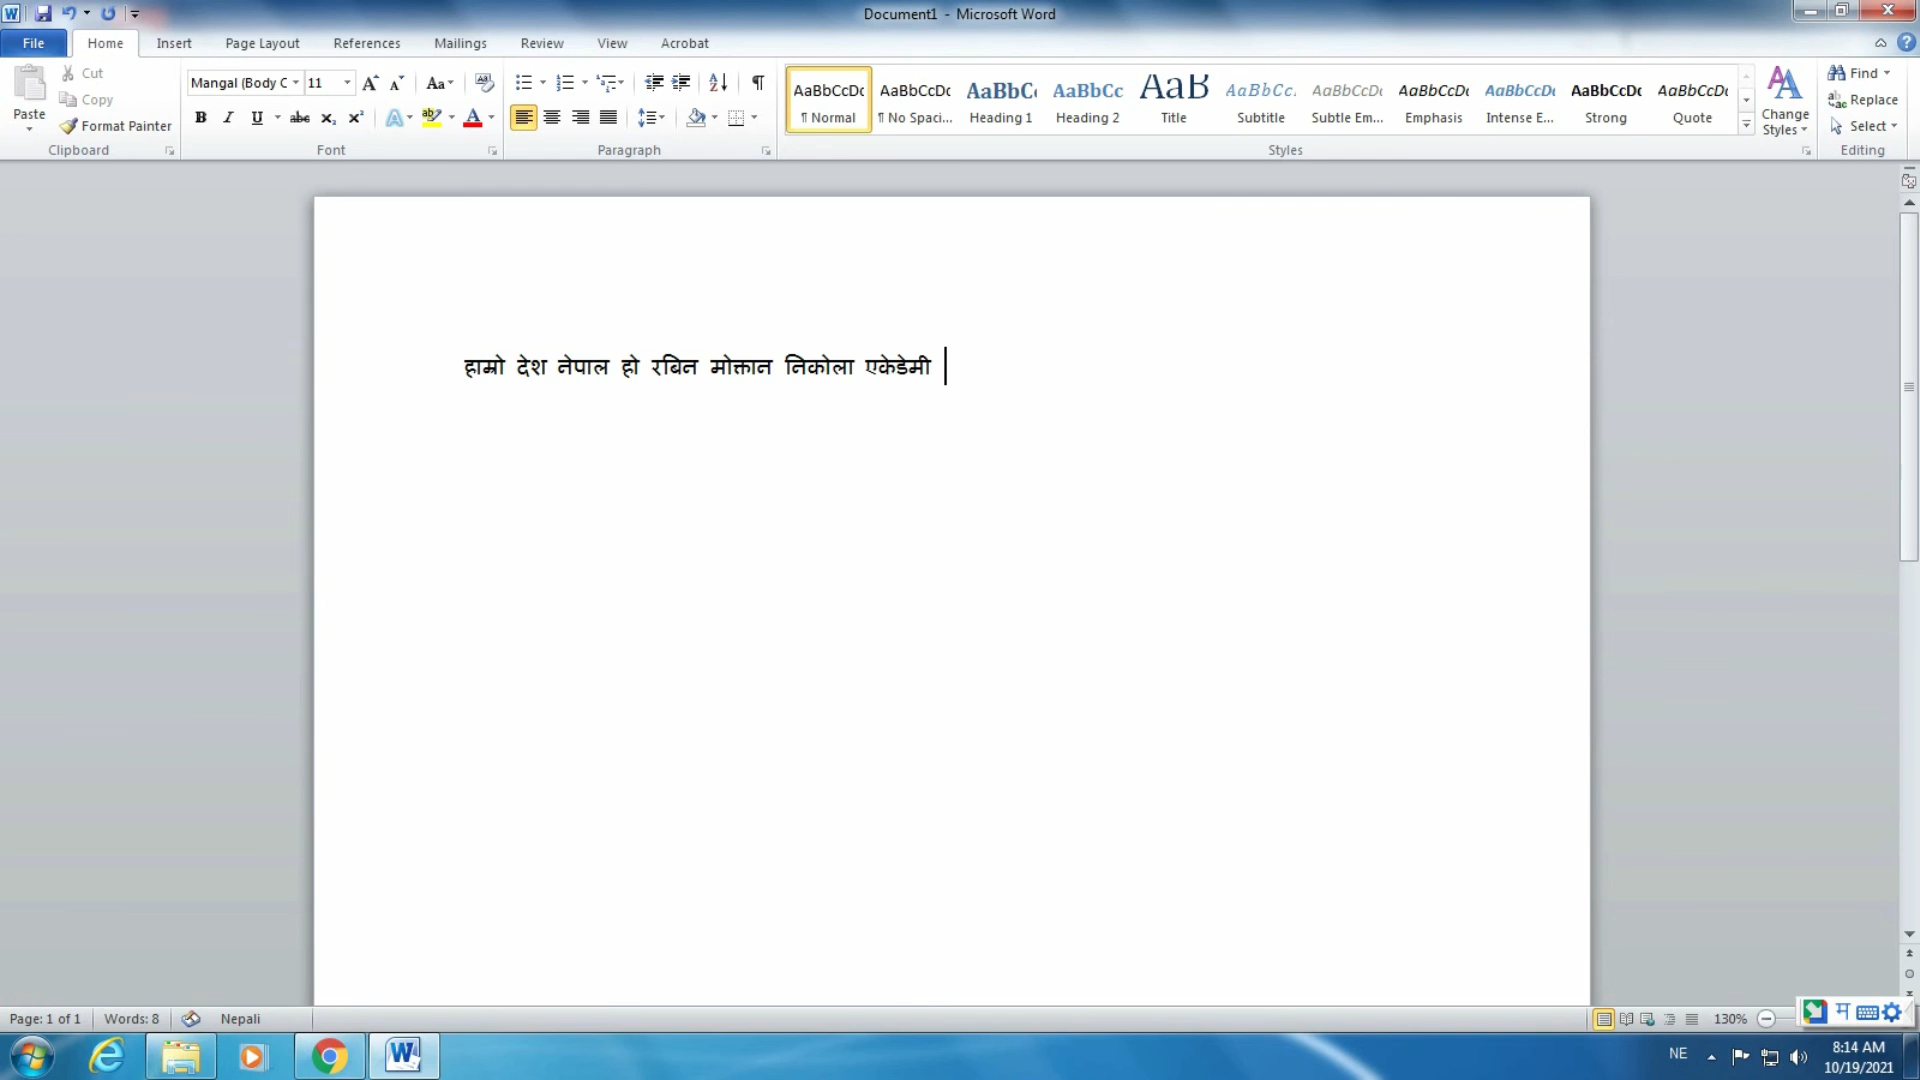 Document1 - Microsoft Word
File Home Insert Page Layout References Mailings Review View Acrobat
Paste
Cut
Copy
Format Painter
Clipboard
Mangal (Body C 11
Font
Paragraph
AaBbCcDc ¶ Normal
AaBbCcDc ¶ No Spaci...
AaBbC Heading 1
AaBbCc Heading 2
AaB Title
AaBbCc. Subtitle
AaBbCcDc Subtle Em...
AaBbCcDc Emphasis
AaBbCcDc Intense E...
AaBbCcDc Strong
AaBbCcDc Quote
Styles
Change Styles
Find
Replace
Select
Editing
हाम्रो देश नेपाल हो रबिन मोक्तान निकोला एकेडेमी
Page: 1 of 1 Words: 8 Nepali 130%
म
NE
8:14 AM
10/19/2021